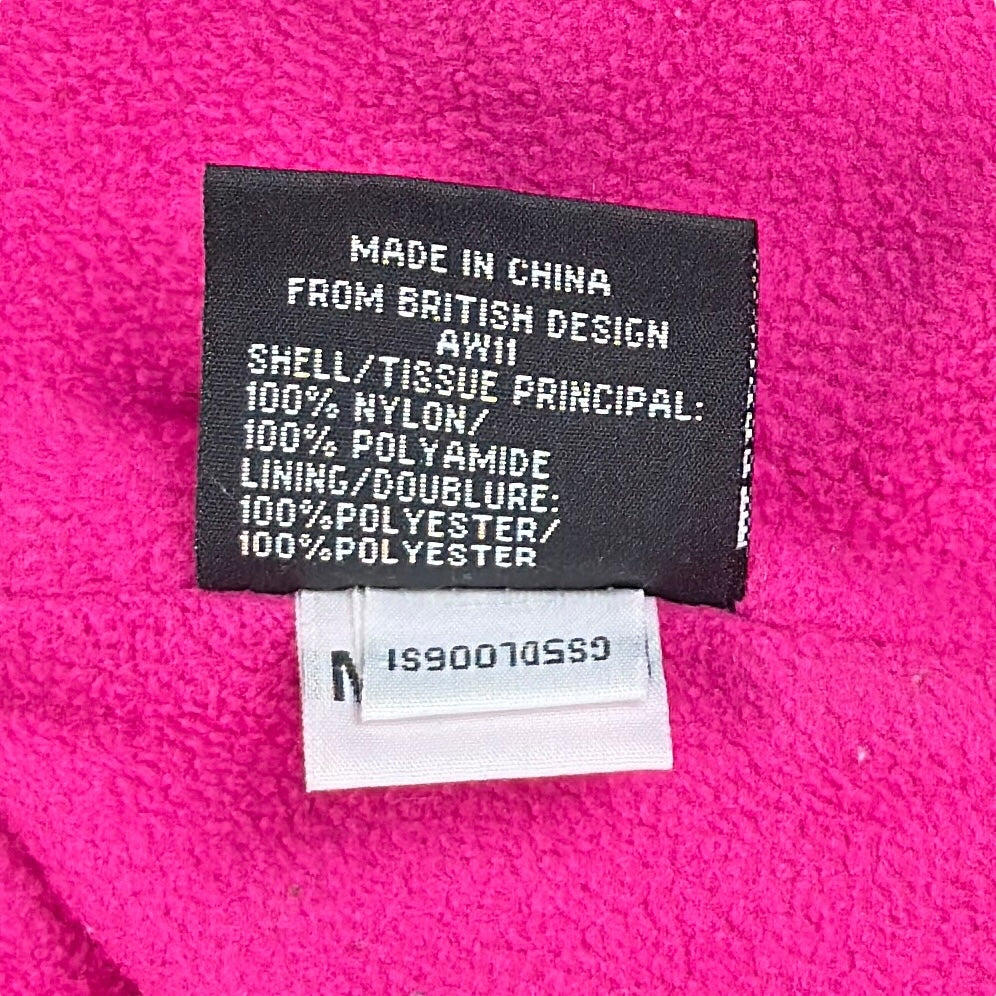 MADE IN CHINA
FROM BRITISH DESIGN
AW11
SHELL/TISSUE PRINCIPAL:
100% NYLON/
100% POLYAMIDE
LINING/DOUBLURE:
100%POLYESTER/
100%POLYESTER
GS5DL006S1